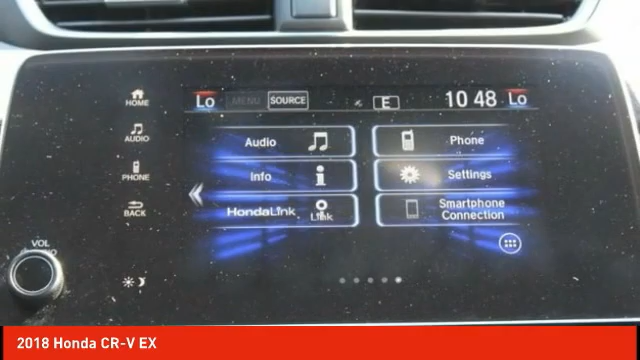 HOME
Lo MENU SOURCE E 10 48 Lo
AUDIO
Audio
Phone
PHONE
Info
Settings
BACK
HondaLink
Link
Smartphone
Connection
VOL
2018 Honda CR-V EX